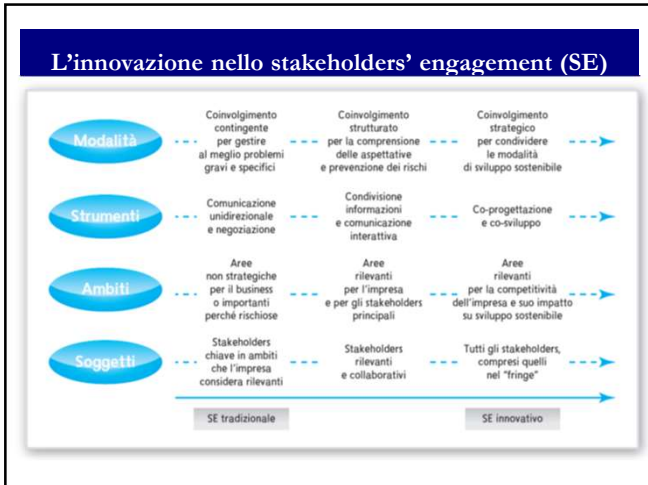 L'innovazione nello stakeholders' engagement (SE)
Modalità
Coinvolgimento
contingente
per gestire
al meglio problemi
gravi e specifici
Coinvolgimento
strutturato
per la comprensione
delle aspettative
e prevenzione dei rischi
Coinvolgimento
strategico
per condividere
le modalità
di sviluppo sostenibile
Strumenti
Comunicazione
unidirezionale
e negoziazione
Condivisione
informazioni
e comunicazione
interattiva
Co-progettazione
e co-sviluppo
Ambiti
Aree
non strategiche
per il business
o importanti
perché rischiose
Aree
rilevanti
per l'impresa
e per gli stakeholders
principali
Aree
rilevanti
per la competitività
dell'impresa e suo impatto
su sviluppo sostenibile
Soggetti
Stakeholders
chiave in ambiti
che l'impresa
considera rilevanti
Stakeholders
rilevanti
e collaborativi
Tutti gli stakeholders,
compresi quelli
nel "fringe"
SE tradizionale
SE innovativo